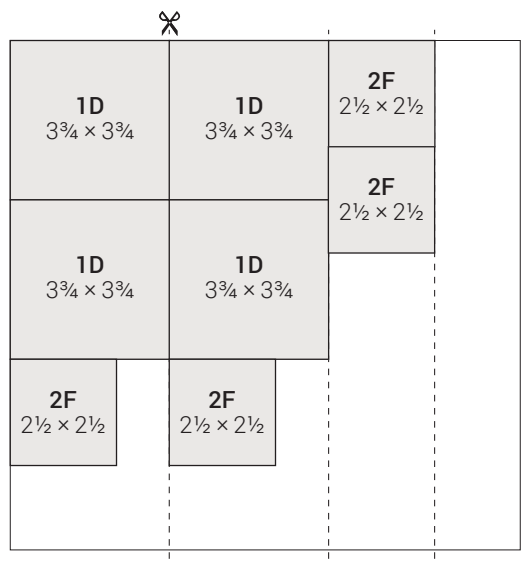 1D
3¾ × 3¾
1D
3¾ × 3¾
2F
2½ × 2½
2F
2½ × 2½
1D
3¾ × 3¾
1D
3¾ × 3¾
2F
2½ × 2½
2F
2½ × 2½